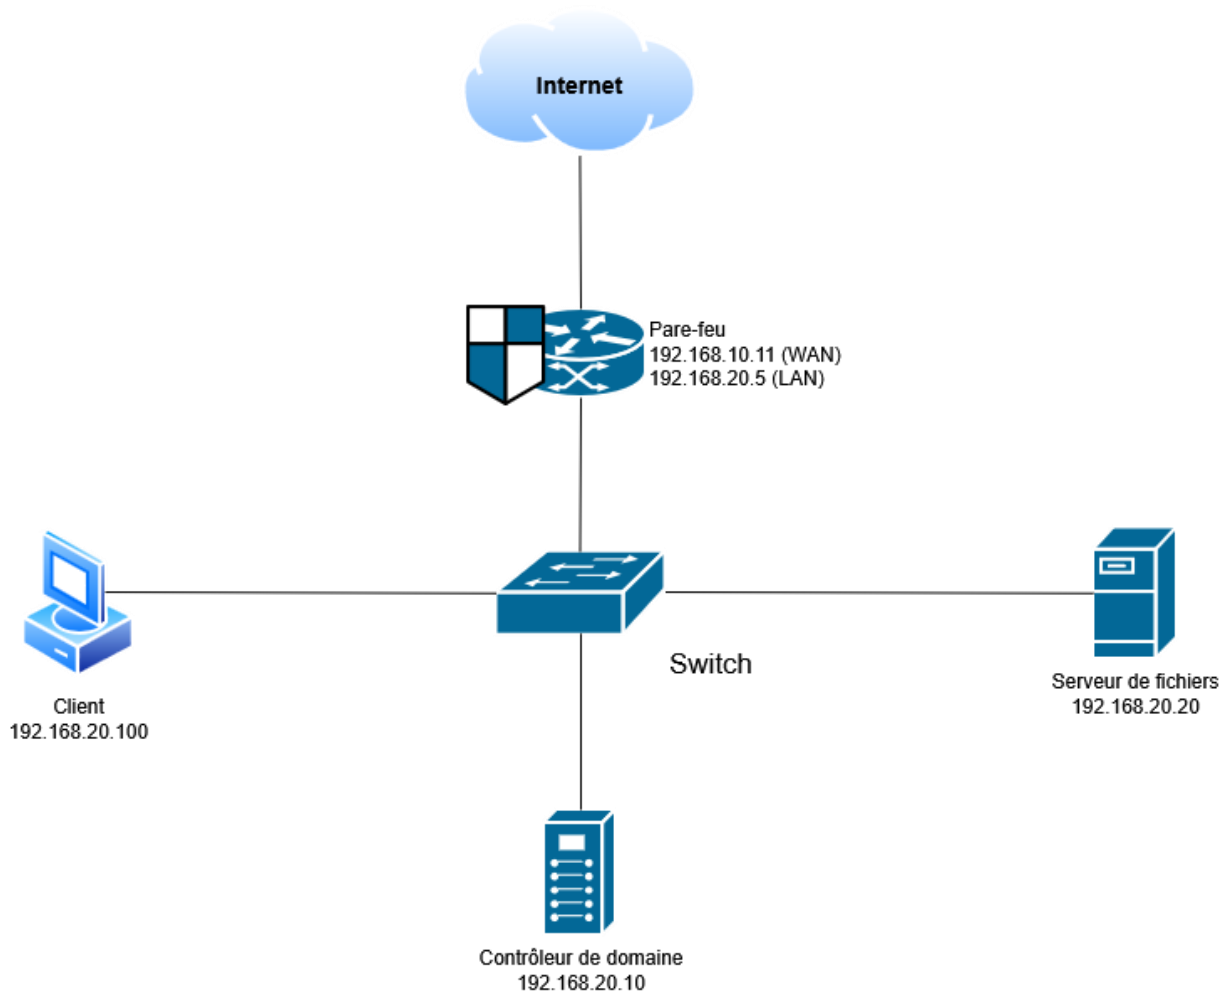 Internet
Pare-feu
192.168.10.11 (WAN)
192.168.20.5 (LAN)
Switch
Client
192.168.20.100
Serveur de fichiers
192.168.20.20
Contrôleur de domaine
192.168.20.10